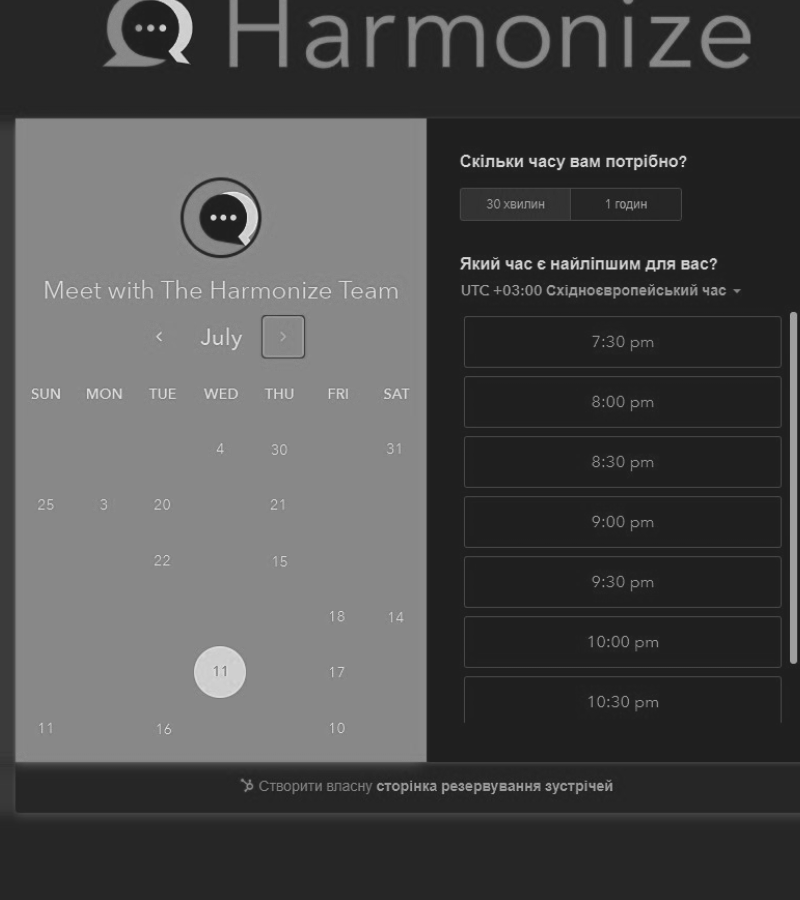 Harmonize
Meet with The Harmonize Team
July
SUN MON TUE WED THU FRI SAT
4 30 31
25 3 20 21
22 15
18 14
11 17
11 16 10
Скільки часу вам потрібно?
30 хвилин 1 годин
Який час є найліпшим для вас?
UTC +03:00 Східноєвропейський час
7:30 pm
8:00 pm
8:30 pm
9:00 pm
9:30 pm
10:00 pm
10:30 pm
Створити власну сторінка резервування зустрічей